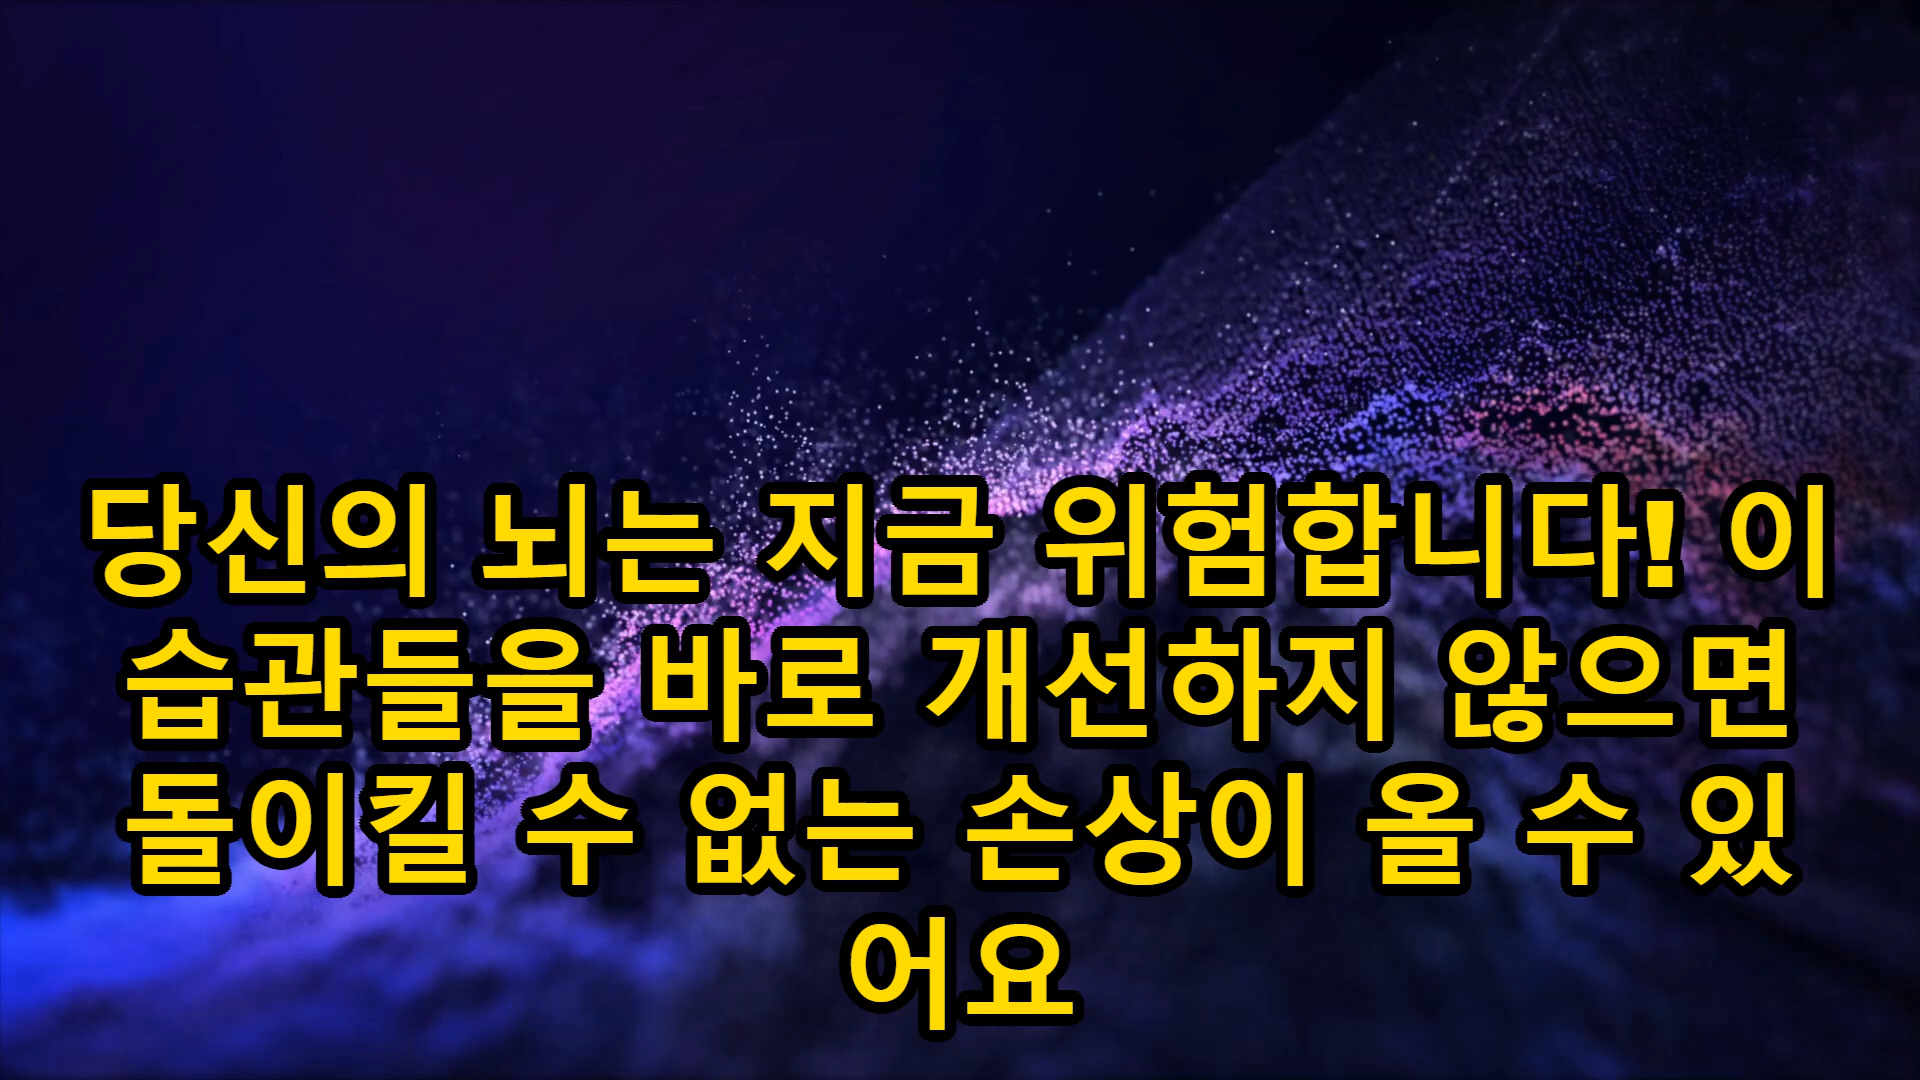 당신의 뇌는 지금 위험합니다! 이
습관들을 바로 개선하지 않으면
돌이킬 수 없는 손상이 올 수 있
어요